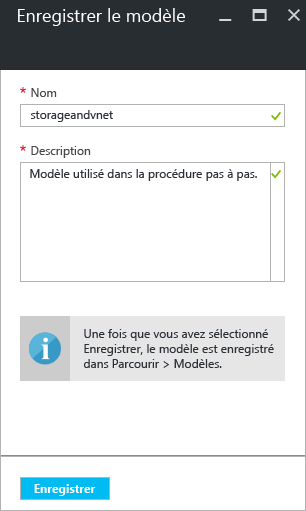 Enregistrer le modèle
* Nom
storageandvnet
* Description
Modèle utilisé dans la procédure pas à pas.
Une fois que vous avez sélectionné
Enregistrer, le modèle est enregistré
dans Parcourir > Modèles.
Enregistrer